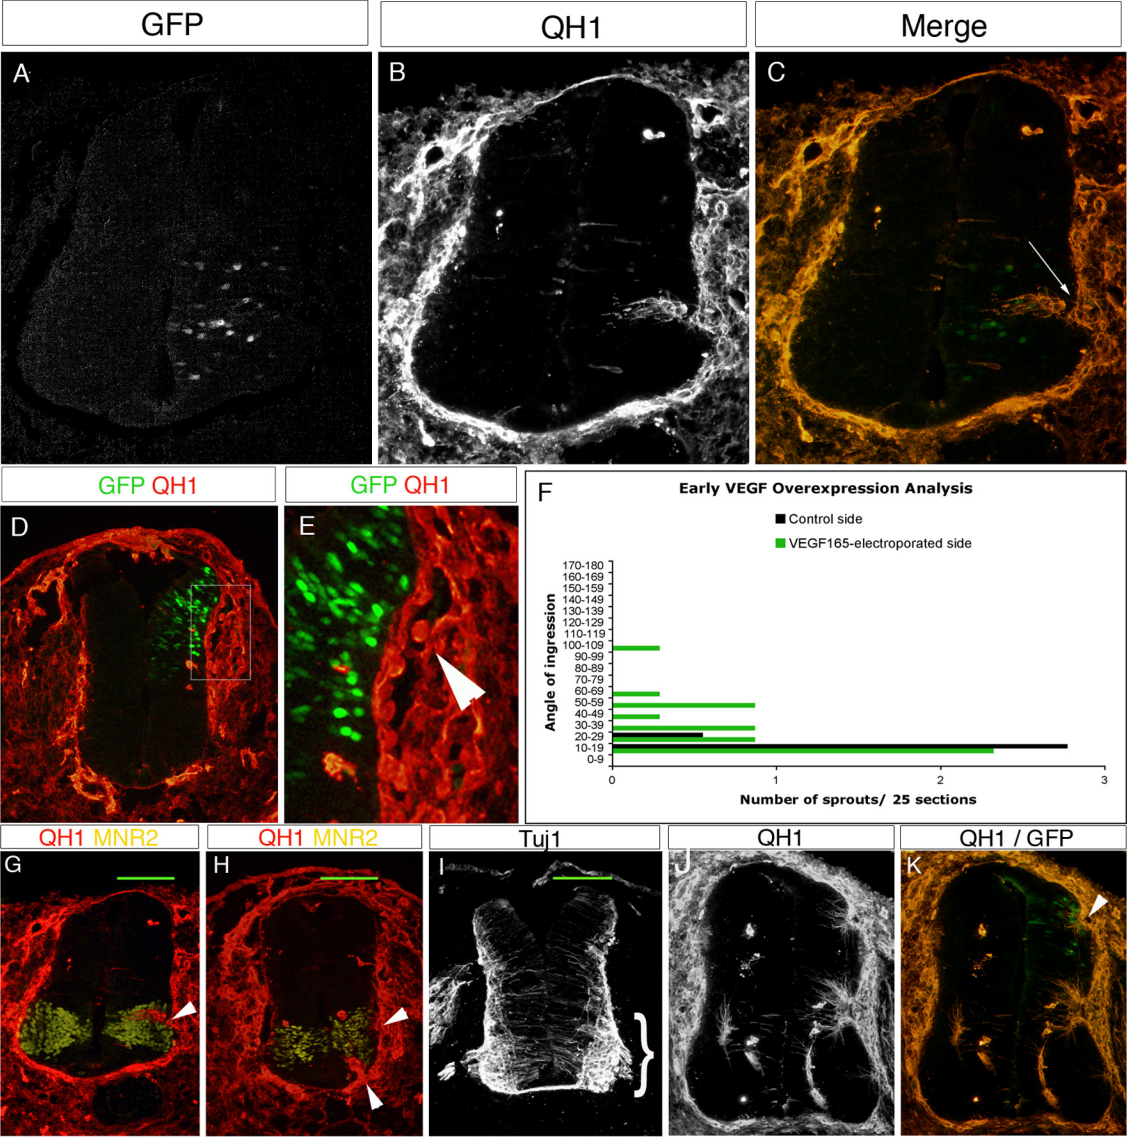 GFP
QH1
Merge
A
B
C
GFP QH1
GFP QH1
D
E
F
Early VEGF Overexpression Analysis
Control side
VEGF165-electroporated side
Angle of ingression
170-180
160-169
150-159
140-149
130-139
120-129
110-119
100-109
90-99
80-89
70-79
60-69
50-59
40-49
30-39
20-29
10-19
0-9
0
1
2
3
Number of sprouts/ 25 sections
QH1 MNR2
QH1 MNR2
Tuj1
QH1
QH1 / GFP
G
H
I
J
K